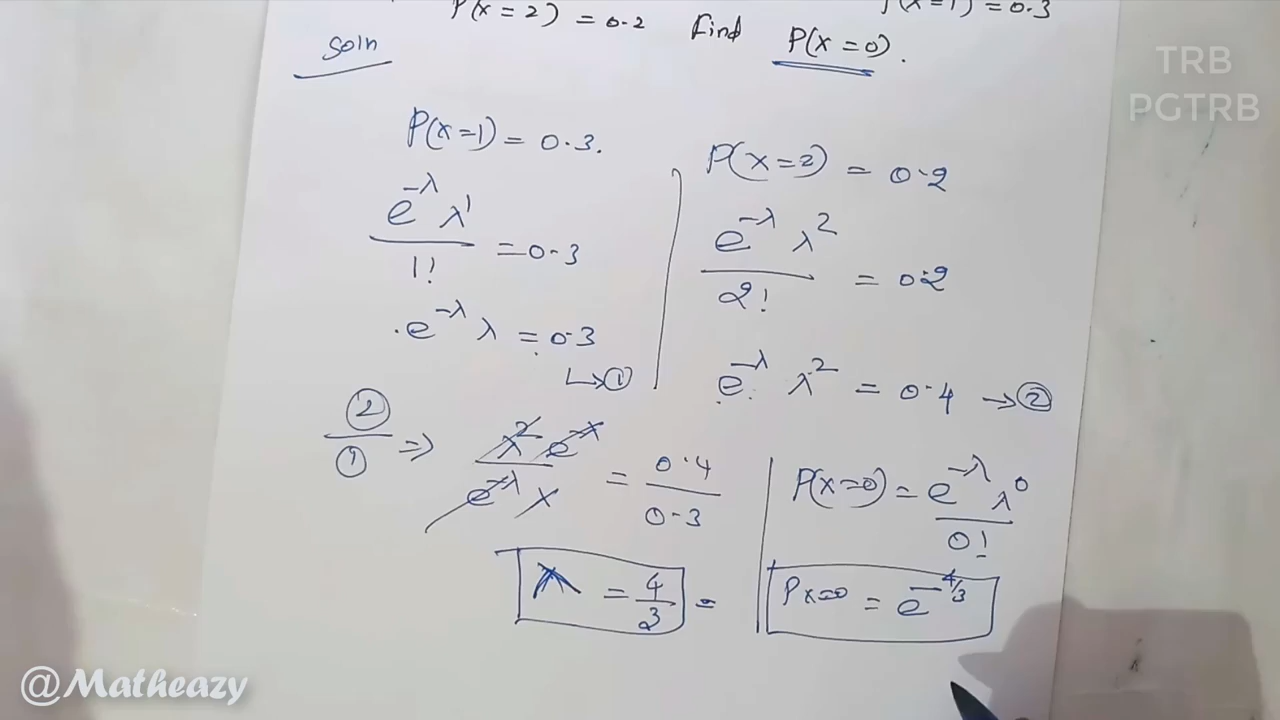 P(x=2) = 0.2 Find P(x=0). P(x=1) = 0.3
Soln
TRB
PGTRB
P(x=1) = 0.3.
e^-λ λ^1 / 1! = 0.3
e^-λ λ = 0.3
↳ ①
P(x=2) = 0.2
e^-λ λ^2 / 2! = 0.2
e^-λ λ^2 = 0.4 → ②
②/① ⇒ λ^2 e^-λ / e^-λ λ = 0.4 / 0.3
λ = 4/3 =
P(x=0) = e^-λ λ^0 / 0!
Px=0 = e^-4/3
@Matheazy